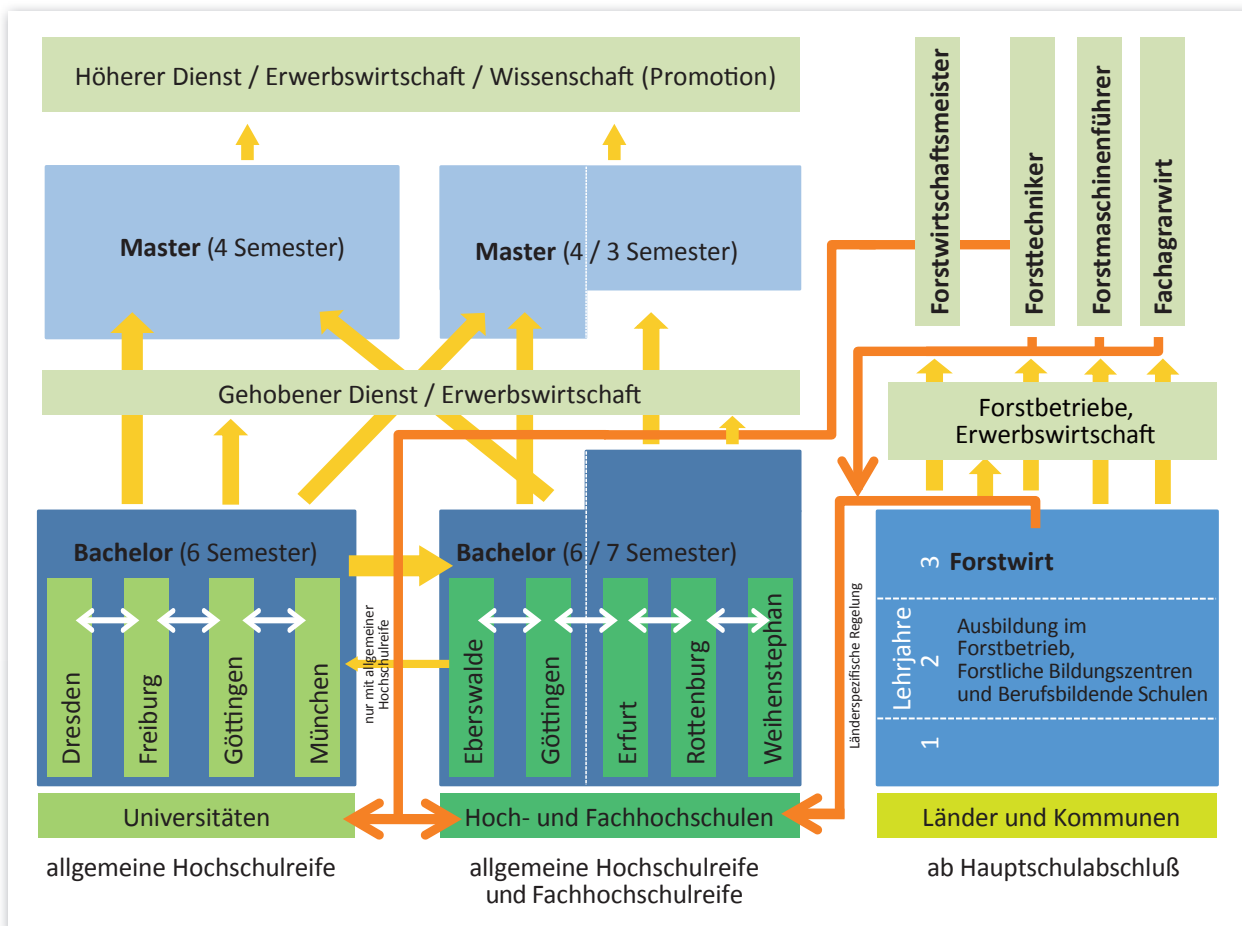 Höherer Dienst / Erwerbswirtschaft / Wissenschaft (Promotion)
Master (4 Semester)
Master (4 / 3 Semester)
Gehobener Dienst / Erwerbswirtschaft
Forstwirtschaftsmeister
Forsttechniker
Forstmaschinenführer
Fachagrarwirt
Forstbetriebe,
Erwerbswirtschaft
Bachelor (6 Semester)
Dresden
Freiburg
Göttingen
München
nur mit allgemeiner
Hochschulreife
Bachelor (6 / 7 Semester)
Eberswalde
Göttingen
Erfurt
Rottenburg
Weihenstephan
Länderspezifische Regelung
Lehrjahre
3 Forstwirt
2
Ausbildung im
Forstbetrieb,
Forstliche Bildungszentren
und Berufsbildende Schulen
1
Universitäten
Hoch- und Fachhochschulen
Länder und Kommunen
allgemeine Hochschulreife
allgemeine Hochschulreife
und Fachhochschulreife
ab Hauptschulabschluß